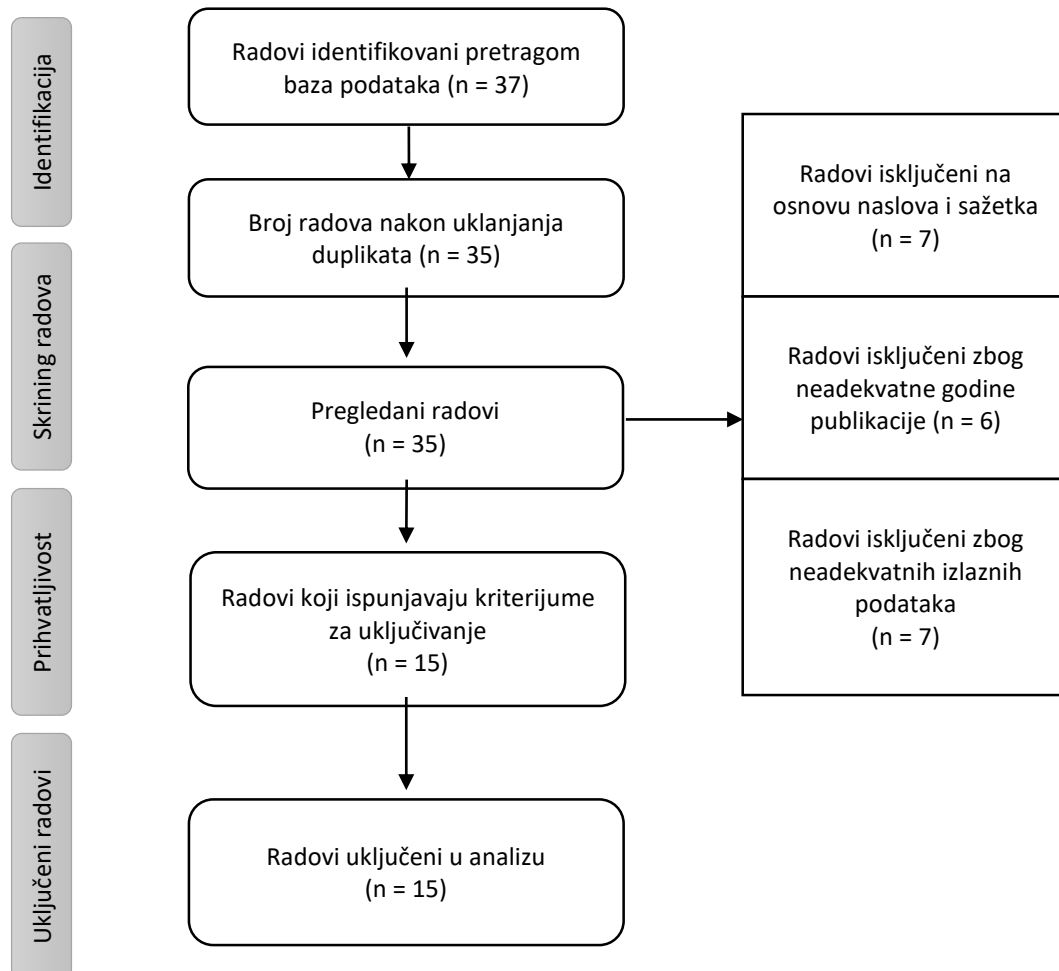 Identifikacija
Radovi identifikovani pretragom
baza podataka (n = 37)
Broj radova nakon uklanjanja
duplikata (n = 35)
Radovi isključeni na
osnovu naslova i sažetka
(n = 7)
Skrining radova
Pregledani radovi
(n = 35)
Radovi isključeni zbog
neadekvatne godine
publikacije (n = 6)
Prihvatljivost
Radovi koji ispunjavaju kriterijume
za uključivanje
(n = 15)
Radovi isključeni zbog
neadekvatnih izlaznih
podataka
(n = 7)
Uključeni radovi
Radovi uključeni u analizu
(n = 15)